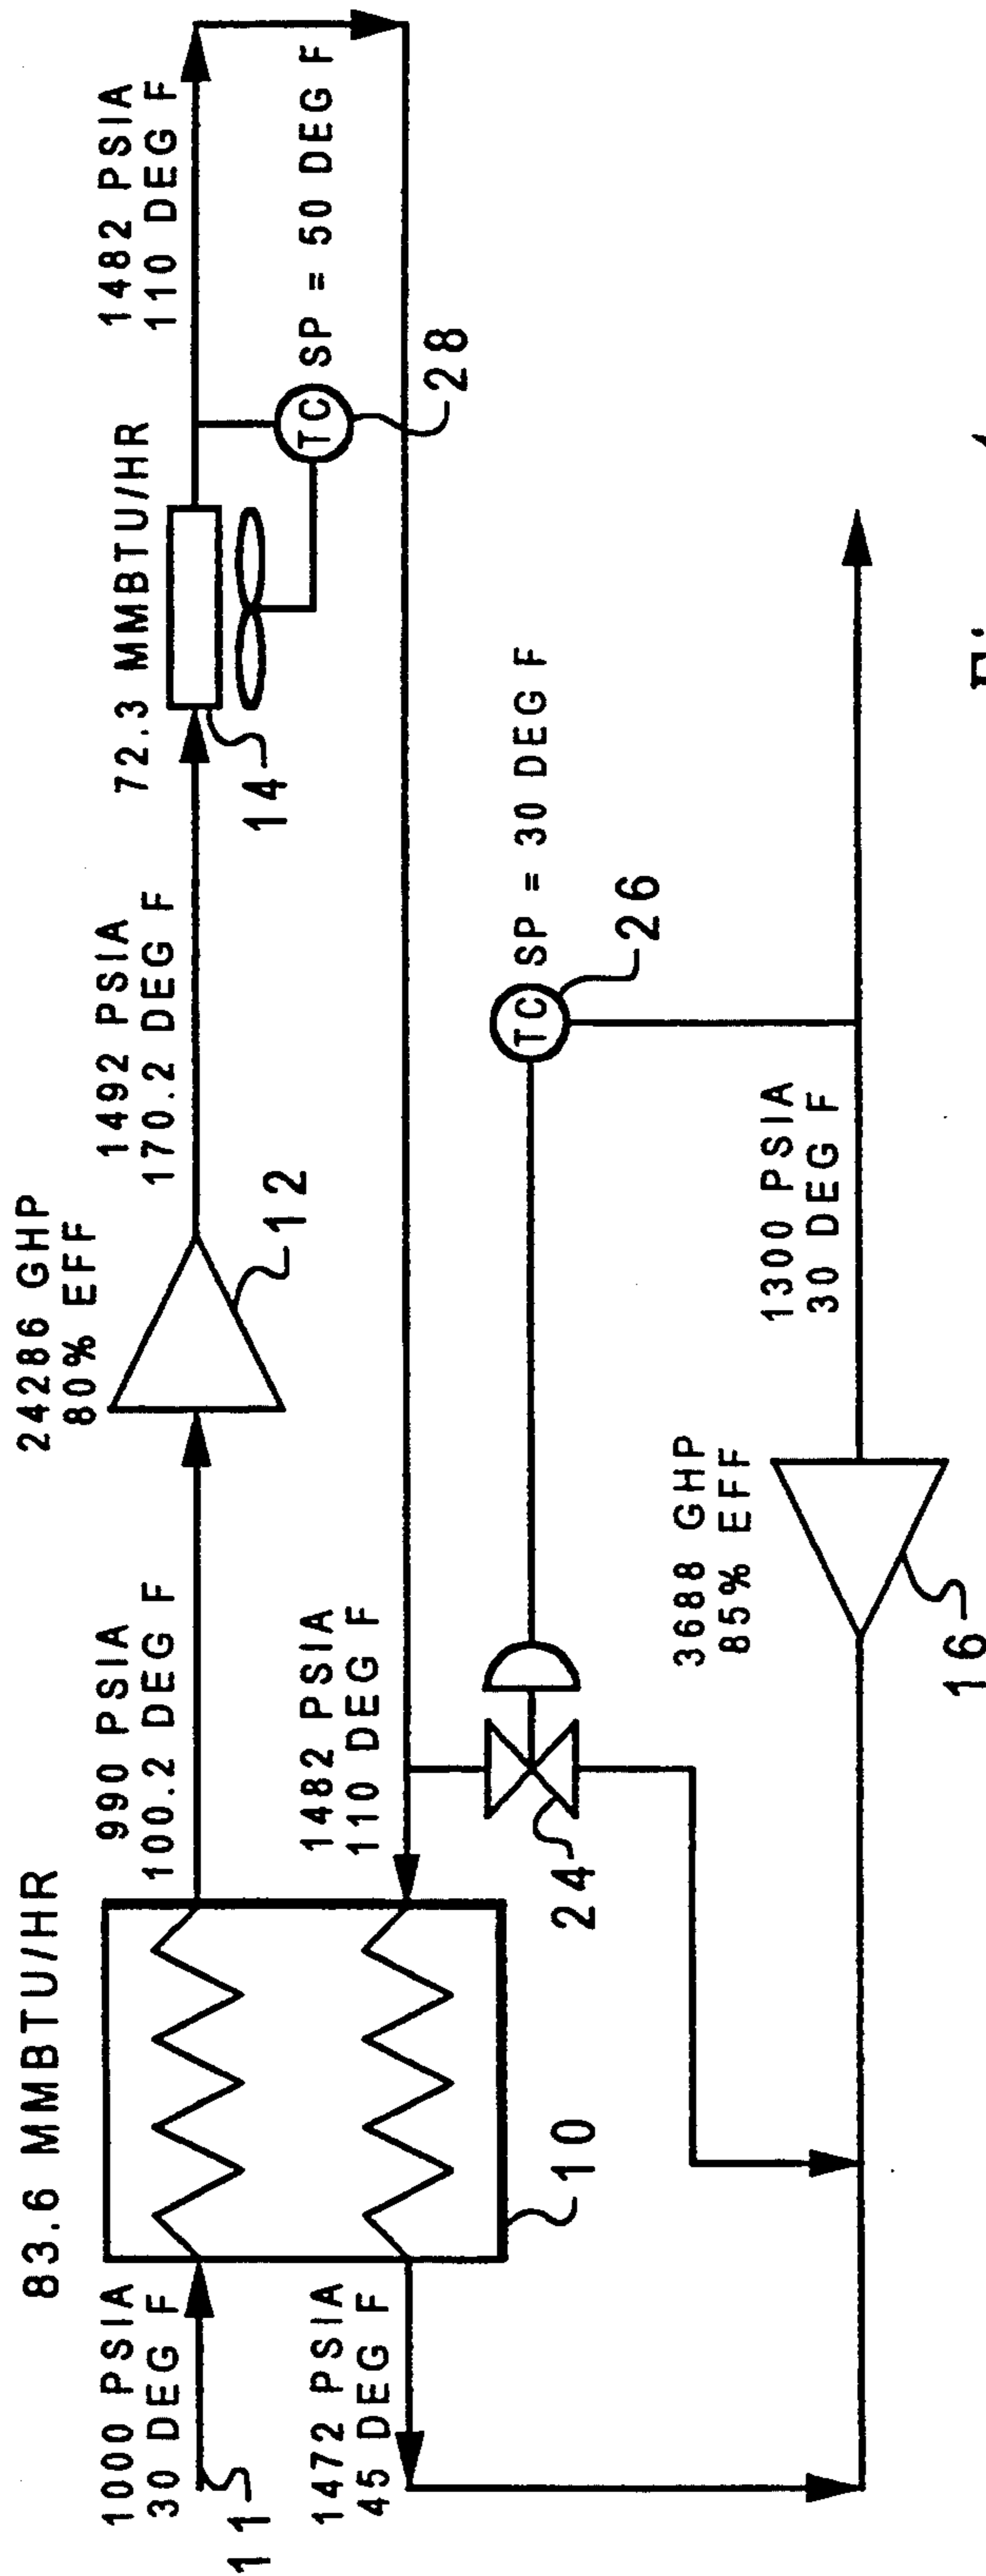 83.6 MMBTU/HR
1000 PSIA
30 DEG F
11
990 PSIA
100.2 DEG F
24286 GHP
80% EFF
12
1492 PSIA
170.2 DEG F
72.3 MMBTU/HR
14
1482 PSIA
110 DEG F
TC
SP = 50 DEG F
28
1472 PSIA
45 DEG F
10
1482 PSIA
110 DEG F
24
TC
SP = 30 DEG F
26
3688 GHP
85% EFF
16
1300 PSIA
30 DEG F